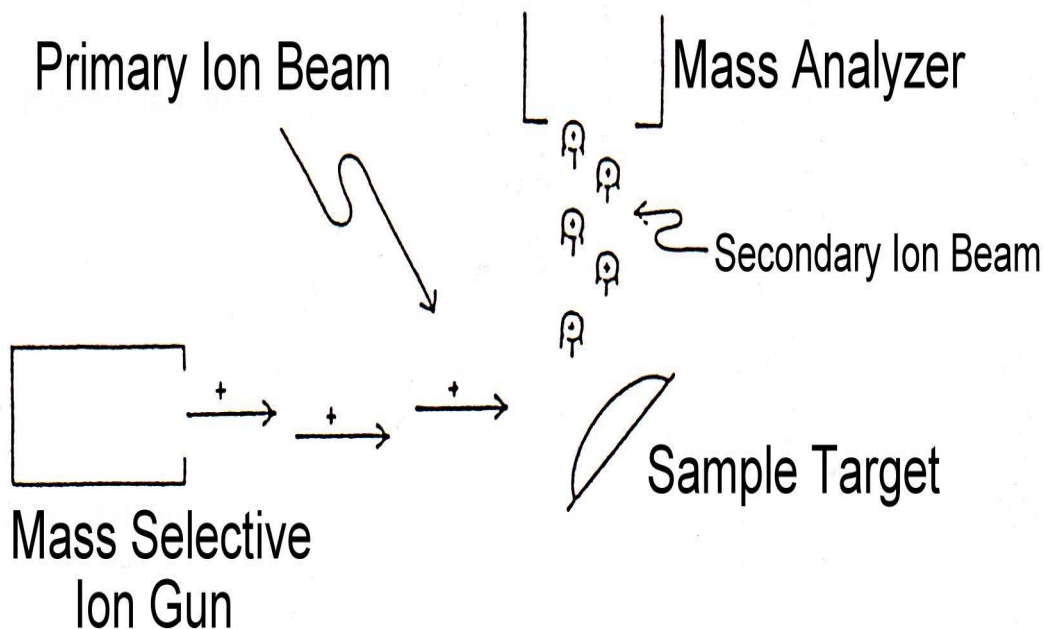 Primary Ion Beam
Mass Analyzer
Secondary Ion Beam
+
+
+
Sample Target
Mass Selective
Ion Gun